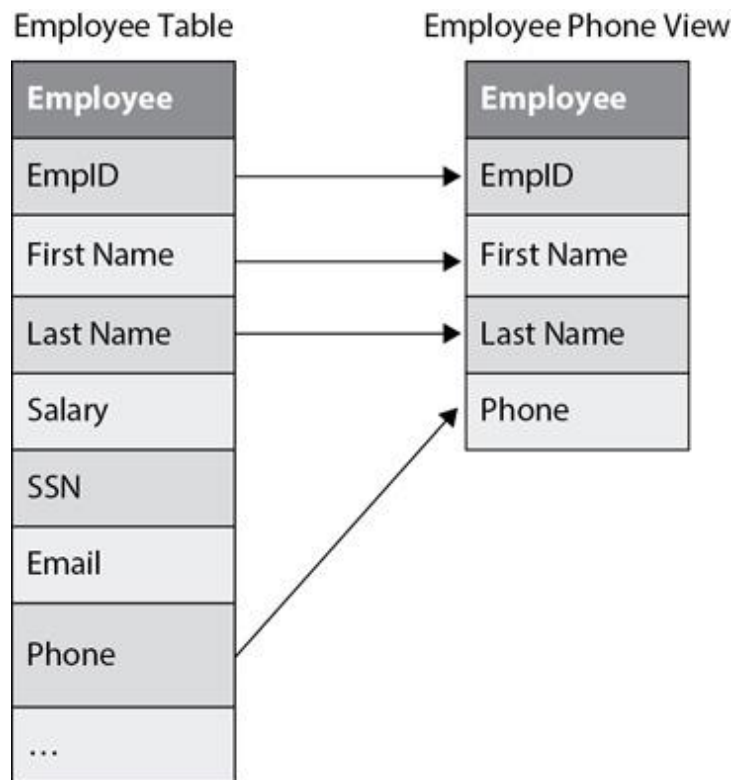 Employee Table
Employee
EmpID
First Name
Last Name
Salary
SSN
Email
Phone
...
Employee Phone View
Employee
EmpID
First Name
Last Name
Phone